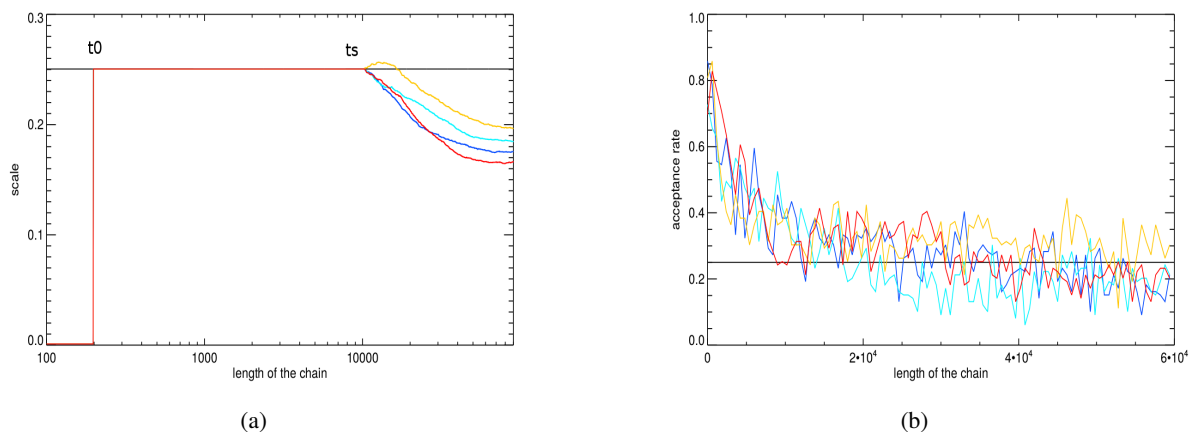 0.3
t0
ts
0.2
scale
0.1
0.0
100
1000
10000
length of the chain
(a)
1.0
0.8
0.6
acceptance rate
0.4
0.2
0.0
0
2•10⁴
4•10⁴
6•10⁴
length of the chain
(b)